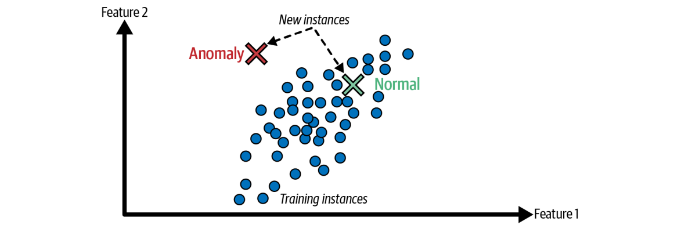 Feature 2
New instances
Anomaly
Normal
Training instances
Feature 1